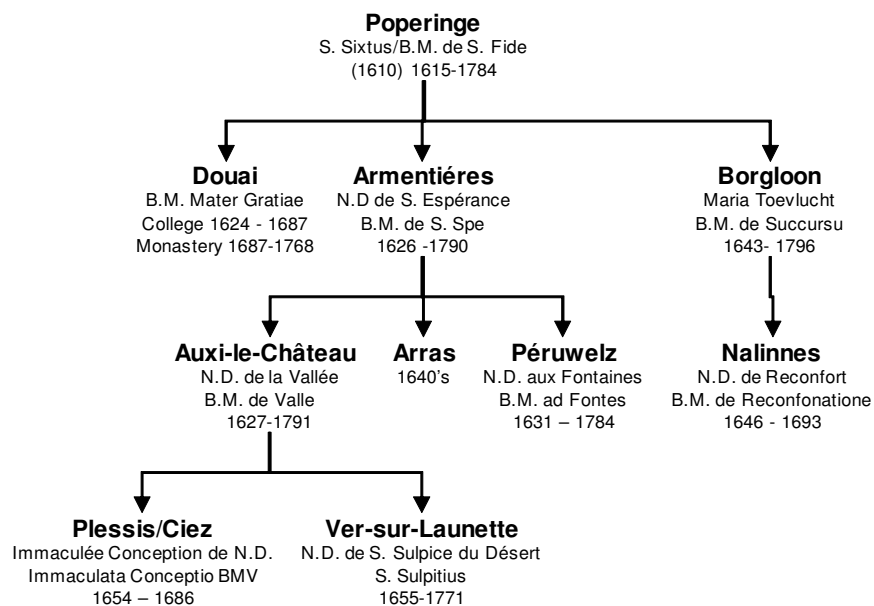 Poperinge
S. Sixtus/B.M. de S. Fide
(1610) 1615-1784
Douai
B.M. Mater Gratiae
College 1624 - 1687
Monastery 1687-1768
Armentiéres
N.D de S. Espérance
B.M. de S. Spe
1626 -1790
Borgloon
Maria Toevlucht
B.M. de Succursu
1643- 1796
Auxi-le-Château
N.D. de la Vallée
B.M. de Valle
1627-1791
Arras
1640's
Péruwelz
N.D. aux Fontaines
B.M. ad Fontes
1631 – 1784
Nalinnes
N.D. de Reconfort
B.M. de Reconfonatione
1646 - 1693
Plessis/Ciez
Immaculée Conception de N.D.
Immaculata Conceptio BMV
1654 – 1686
Ver-sur-Launette
N.D. de S. Sulpice du Désert
S. Sulpitius
1655-1771